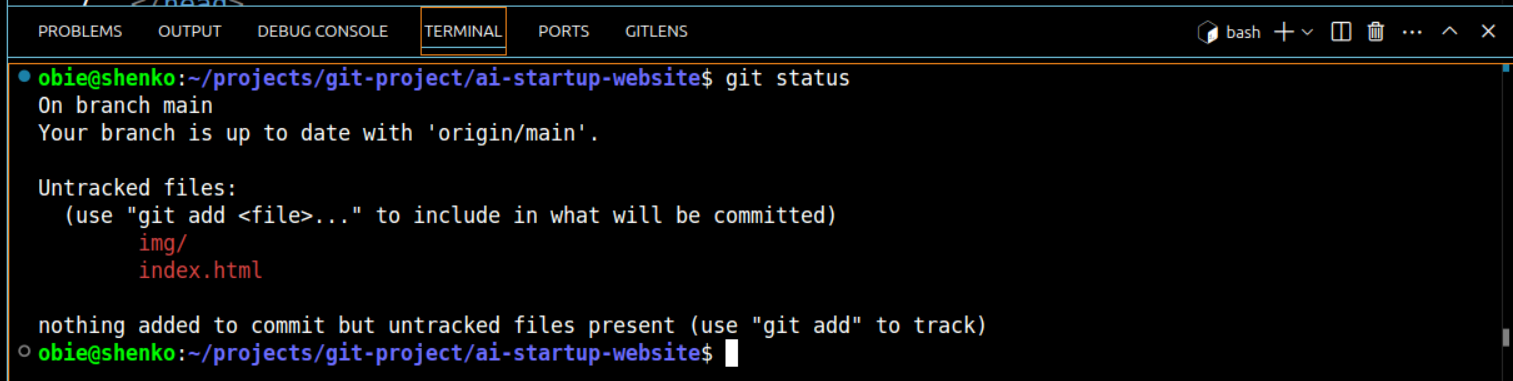 </head>
PROBLEMS OUTPUT DEBUG CONSOLE TERMINAL PORTS GITLENS bash
obie@shenko:~/projects/git-project/ai-startup-website$ git status
On branch main
Your branch is up to date with 'origin/main'.
Untracked files:
  (use "git add <file>..." to include in what will be committed)
        img/
        index.html
nothing added to commit but untracked files present (use "git add" to track)
obie@shenko:~/projects/git-project/ai-startup-website$